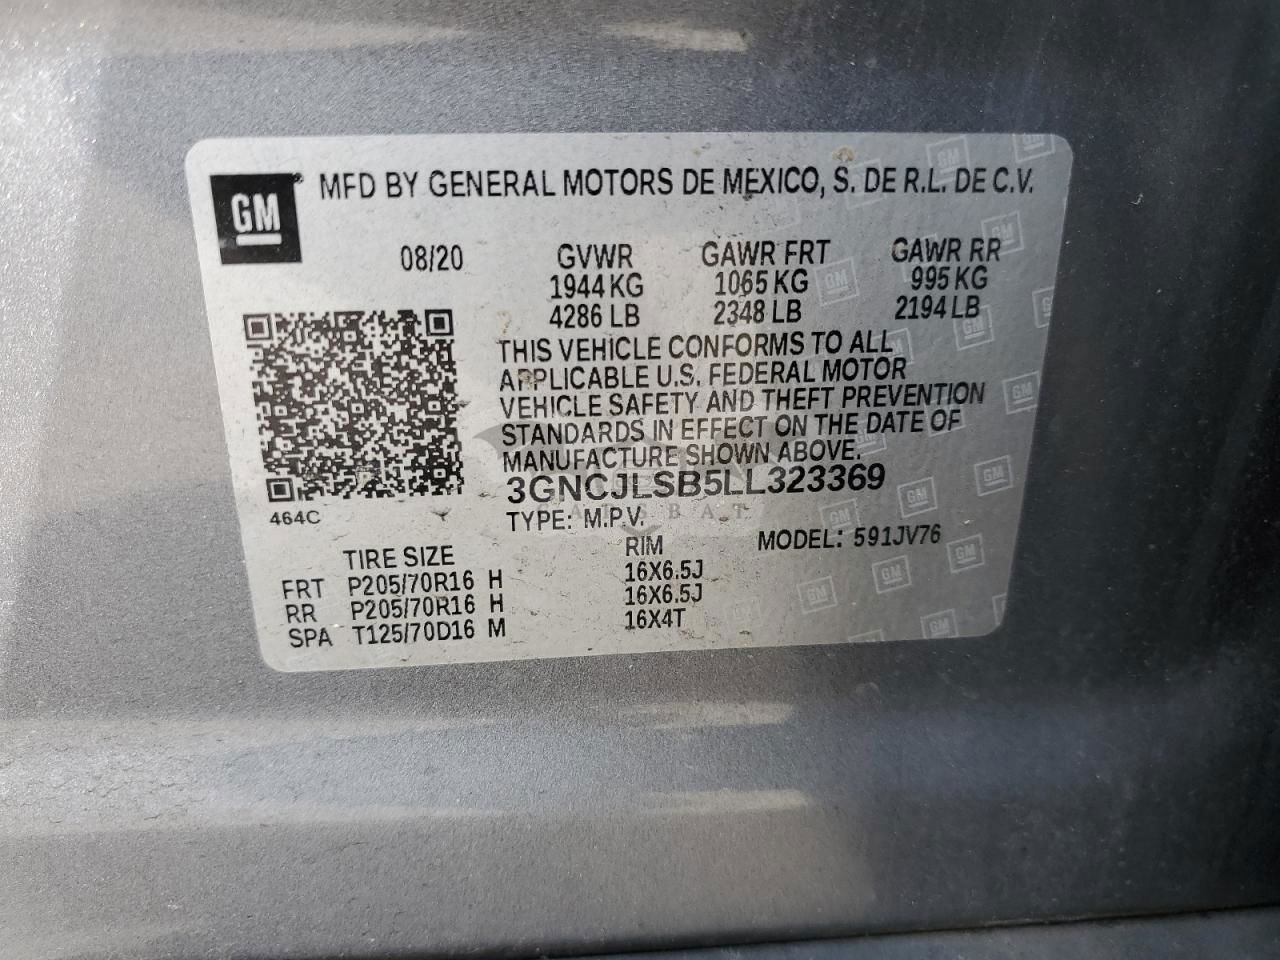 GM
MFD BY GENERAL MOTORS DE MEXICO, S. DE R.L. DE C.V.
08/20 GVWR GAWR FRT GAWR RR
1944 KG 1065 KG 995 KG
4286 LB 2348 LB 2194 LB
THIS VEHICLE CONFORMS TO ALL
APPLICABLE U.S. FEDERAL MOTOR
VEHICLE SAFETY AND THEFT PREVENTION
STANDARDS IN EFFECT ON THE DATE OF
MANUFACTURE SHOWN ABOVE.
3GNCJLSB5LL323369
464C
TYPE: M.P.V. MODEL: 591JV76
TIRE SIZE RIM
FRT P205/70R16 H 16X6.5J
RR P205/70R16 H 16X6.5J
SPA T125/70D16 M 16X4T